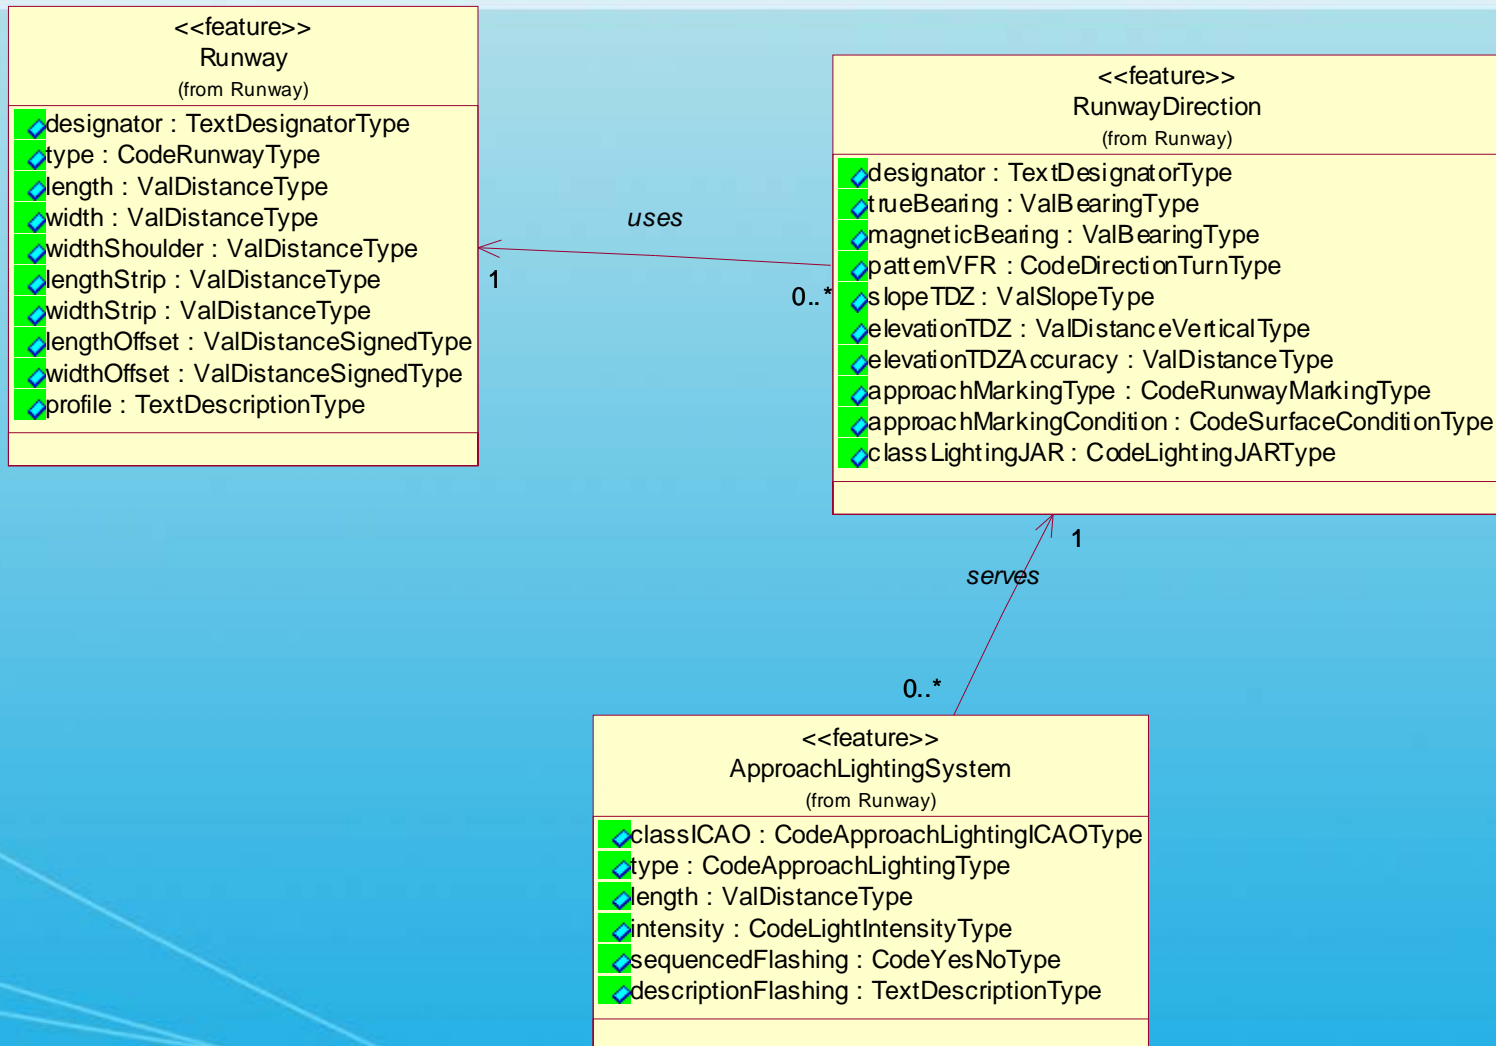 <<feature>>
Runway
(from Runway)
designator : TextDesignatorType
type : CodeRunwayType
length : ValDistanceType
width : ValDistanceType
widthShoulder : ValDistanceType
lengthStrip : ValDistanceType
widthStrip : ValDistanceType
lengthOffset : ValDistanceSignedType
widthOffset : ValDistanceSignedType
profile : TextDescriptionType
uses
1
0..*
<<feature>>
RunwayDirection
(from Runway)
designator : TextDesignatorType
trueBearing : ValBearingType
magneticBearing : ValBearingType
patternVFR : CodeDirectionTurnType
slopeTDZ : ValSlopeType
elevationTDZ : ValDistanceVerticalType
elevationTDZAccuracy : ValDistanceType
approachMarkingType : CodeRunwayMarkingType
approachMarkingCondition : CodeSurfaceConditionType
classLightingJAR : CodeLightingJARType
1
serves
0..*
<<feature>>
ApproachLightingSystem
(from Runway)
classICAO : CodeApproachLightingICAOType
type : CodeApproachLightingType
length : ValDistanceType
intensity : CodeLightIntensityType
sequencedFlashing : CodeYesNoType
descriptionFlashing : TextDescriptionType